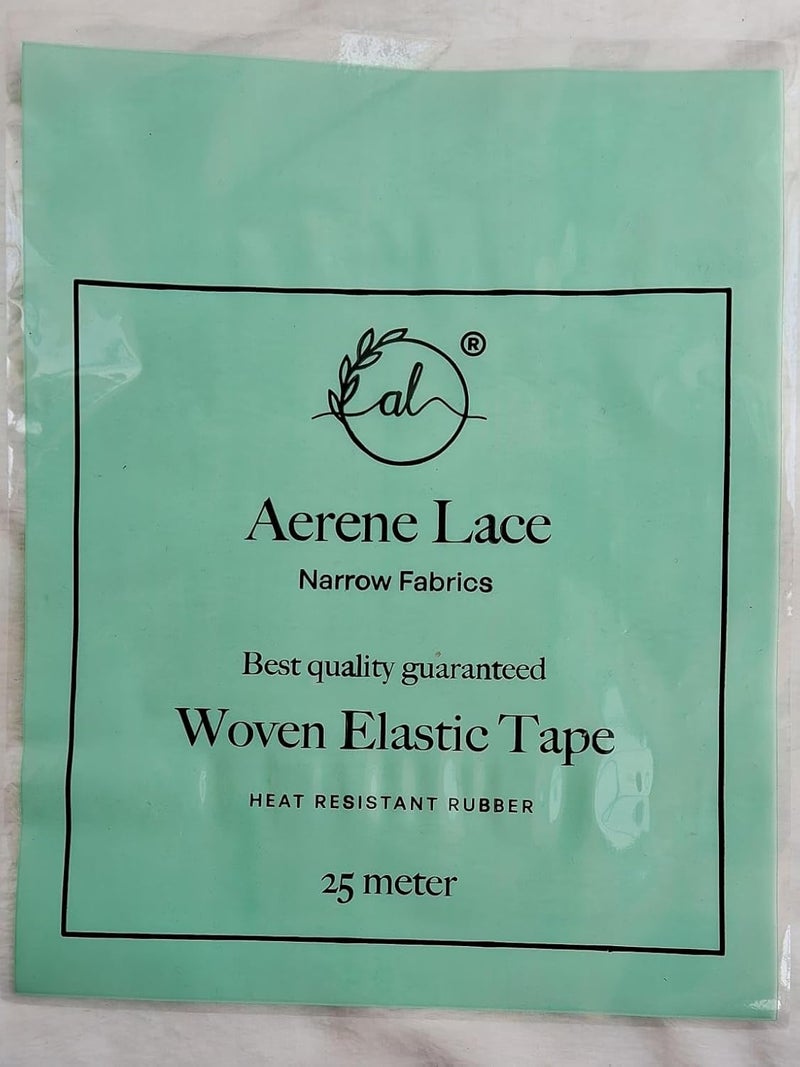 al ®
Aerene Lace
Narrow Fabrics
Best quality guaranteed
Woven Elastic Tape
HEAT RESISTANT RUBBER
25 meter